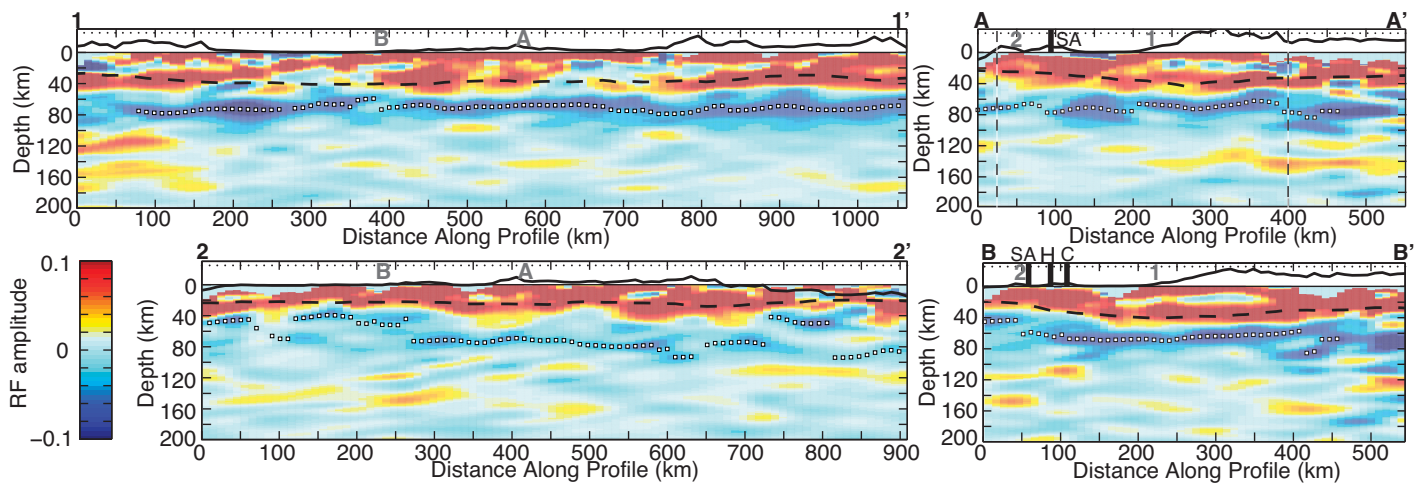 1 B A 1'
Depth (km)
0
40
80
120
160
200
0 100 200 300 400 500 600 700 800 900 1000
Distance Along Profile (km)
A 2 SA 1 A'
Depth (km)
0
40
80
120
160
200
0 100 200 300 400 500
Distance Along Profile (km)
0.1
0
−0.1
RF amplitude
2 B A 2'
Depth (km)
0
40
80
120
160
200
0 100 200 300 400 500 600 700 800 900
Distance Along Profile (km)
B SA H C B'
2 1
Depth (km)
0
40
80
120
160
200
0 100 200 300 400 500
Distance Along Profile (km)